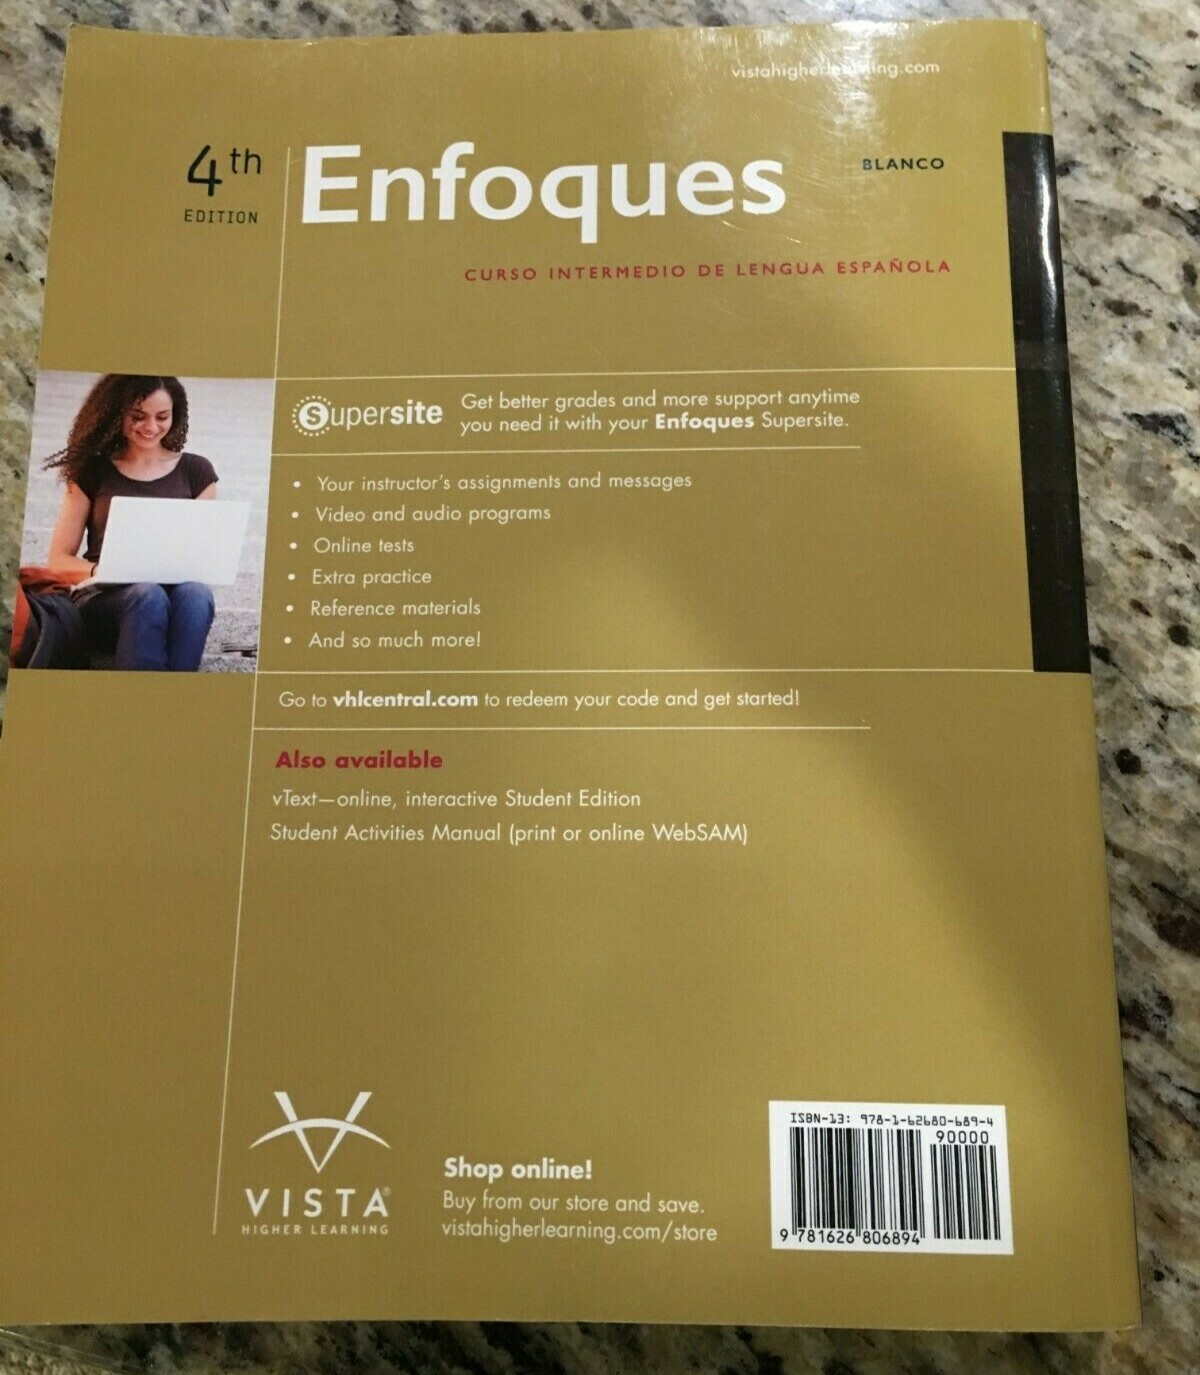 vistahigherlearning.com
4th
EDITION
Enfoques
BLANCO
CURSO INTERMEDIO DE LENGUA ESPAÑOLA
Supersite
Get better grades and more support anytime
you need it with your Enfoques Supersite.
• Your instructor's assignments and messages
• Video and audio programs
• Online tests
• Extra practice
• Reference materials
• And so much more!
Go to vhlcentral.com to redeem your code and get started!
Also available
vText—online, interactive Student Edition
Student Activities Manual (print or online WebSAM)
VISTA®
HIGHER LEARNING
Shop online!
Buy from our store and save.
vistahigherlearning.com/store
ISBN-13: 978-1-62680-689-4
90000
9 781626 806894